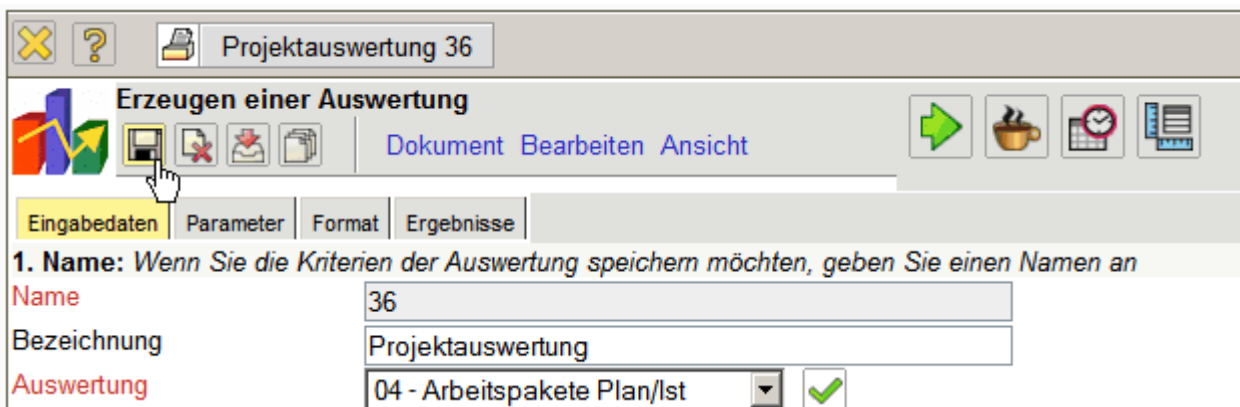 Projektauswertung 36
Erzeugen einer Auswertung
Dokument Bearbeiten Ansicht
Eingabedaten Parameter Format Ergebnisse
1. Name: Wenn Sie die Kriterien der Auswertung speichern möchten, geben Sie einen Namen an
Name 36
Bezeichnung Projektauswertung
Auswertung 04 - Arbeitspakete Plan/Ist